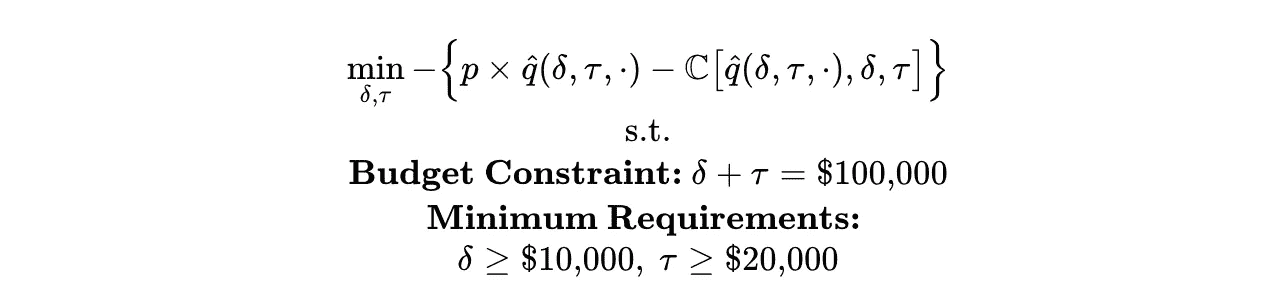 min − { p × q̂(δ, τ, ·) − ℂ[q̂(δ, τ, ·), δ, τ] }
δ,τ
s.t.
Budget Constraint: δ + τ = $100,000
Minimum Requirements:
δ ≥ $10,000, τ ≥ $20,000